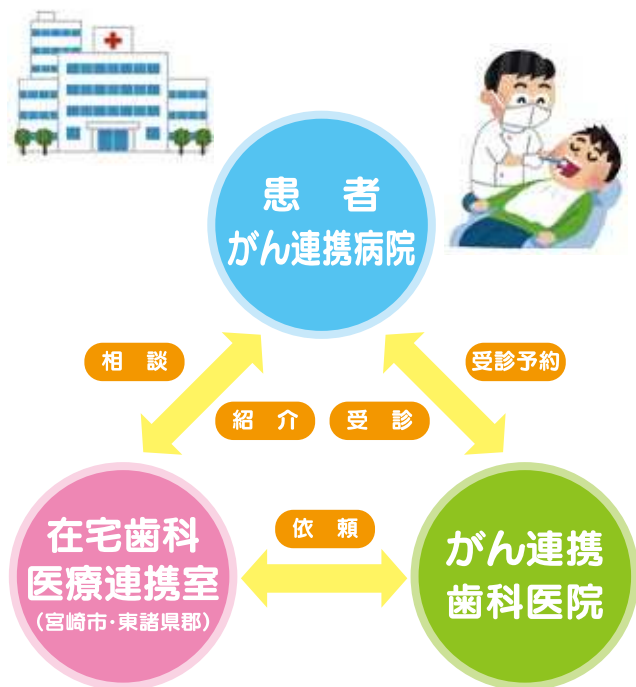 患 者
がん連携病院
相 談
受診予約
紹 介
受 診
依 頼
在宅歯科
医療連携室
（宮崎市・東諸県郡）
がん連携
歯科医院